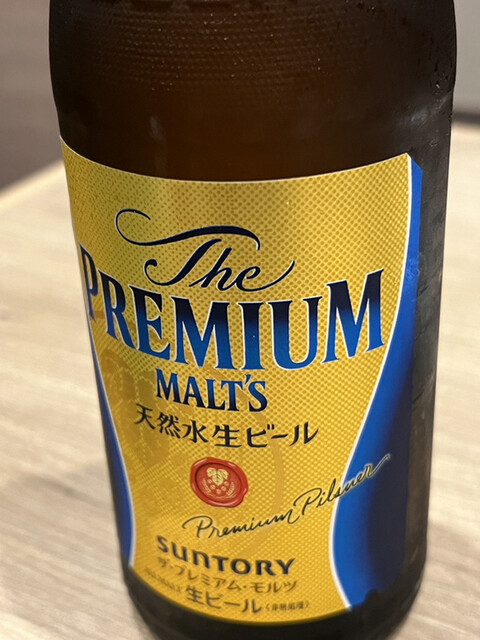 The
PREMIUM
MALT'S
天然水生ビール
Premium Pilsner
SUNTORY
ザ・プレミアム・モルツ
生ビール